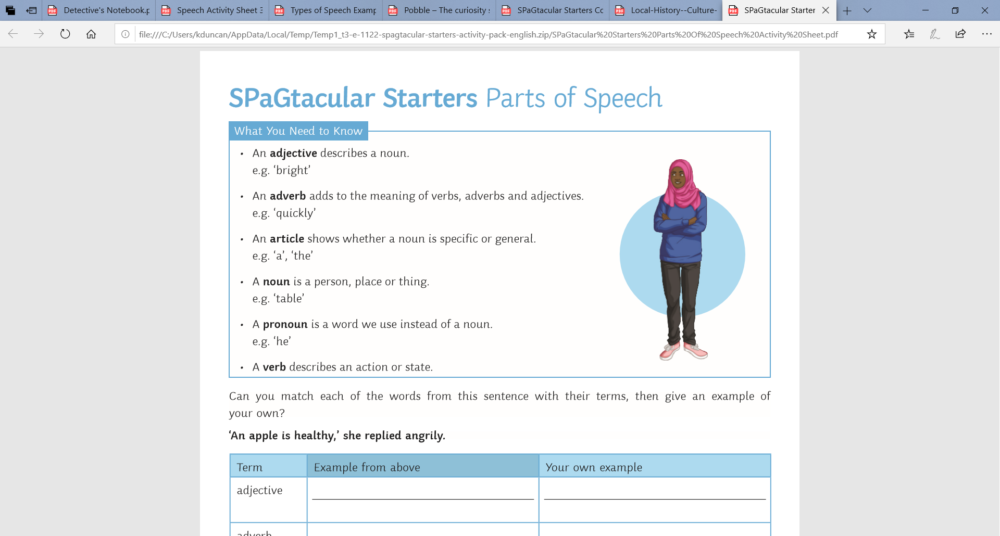 Detective's Notebook.p
Speech Activity Sheet 3
Types of Speech Examp
Pobble – The curiosity s
SPaGtacular Starters Co
Local-History--Culture-
SPaGtacular Starter
file:///C:/Users/kduncan/AppData/Local/Temp/Temp1_t3-e-1122-spagtacular-starters-activity-pack-english.zip/SPaGtacular%20Starters%20Parts%20Of%20Speech%20Activity%20Sheet.pdf
SPaGtacular Starters Parts of Speech
What You Need to Know
• An adjective describes a noun.
e.g. ‘bright’
• An adverb adds to the meaning of verbs, adverbs and adjectives.
e.g. ‘quickly’
• An article shows whether a noun is specific or general.
e.g. ‘a’, ‘the’
• A noun is a person, place or thing.
e.g. ‘table’
• A pronoun is a word we use instead of a noun.
e.g. ‘he’
• A verb describes an action or state.
Can you match each of the words from this sentence with their terms, then give an example of
your own?
‘An apple is healthy,’ she replied angrily.
Term Example from above Your own example
adjective
adverb